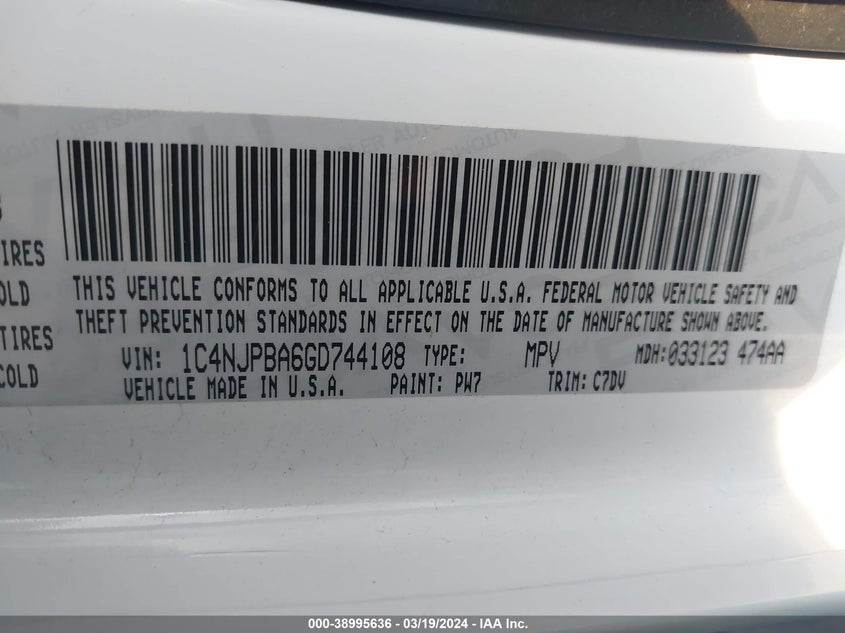 IRES
OLD
TIRES
COLD
THIS VEHICLE CONFORMS TO ALL APPLICABLE U.S.A. FEDERAL MOTOR VEHICLE SAFETY AND
THEFT PREVENTION STANDARDS IN EFFECT ON THE DATE OF MANUFACTURE SHOWN ABOVE.
VIN: 1C4NJPBA6GD744108 TYPE: MPV MDH:033123 474AA
VEHICLE MADE IN U.S.A. PAINT: PW7 TRIM: C7DV
000-38995636 - 03/19/2024 - IAA Inc.